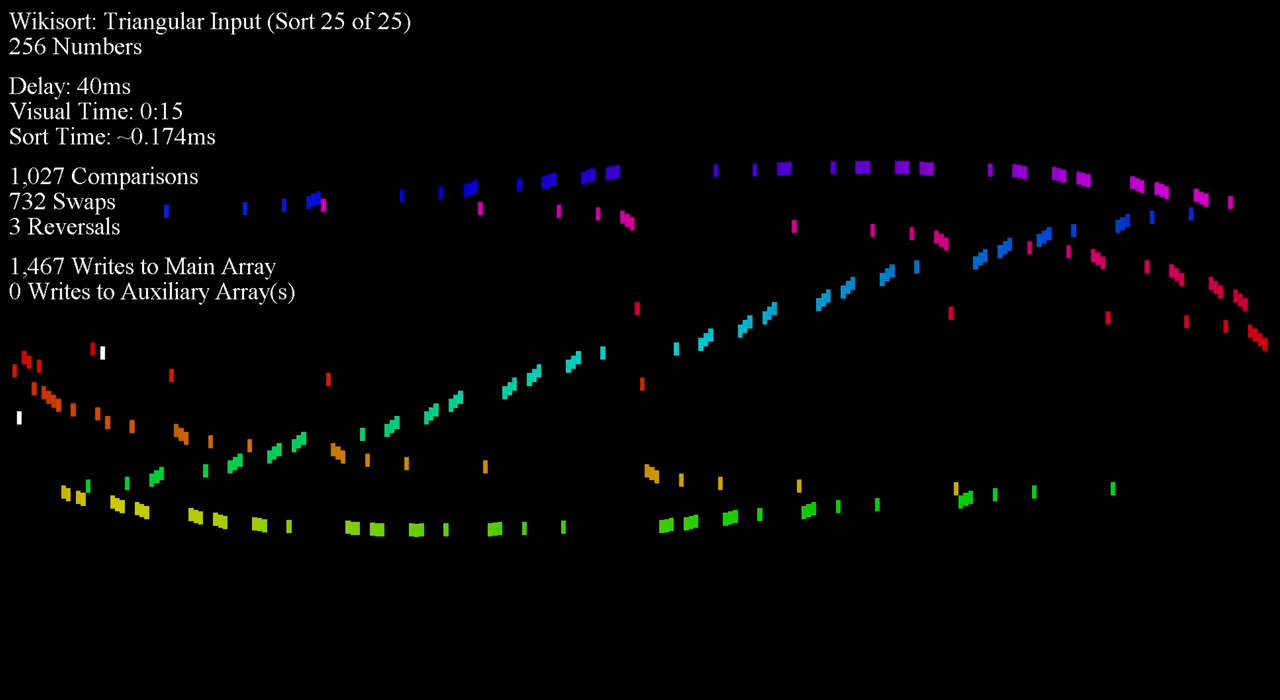 Wikisort: Triangular Input (Sort 25 of 25)
256 Numbers
Delay: 40ms
Visual Time: 0:15
Sort Time: ~0.174ms
1,027 Comparisons
732 Swaps
3 Reversals
1,467 Writes to Main Array
0 Writes to Auxiliary Array(s)